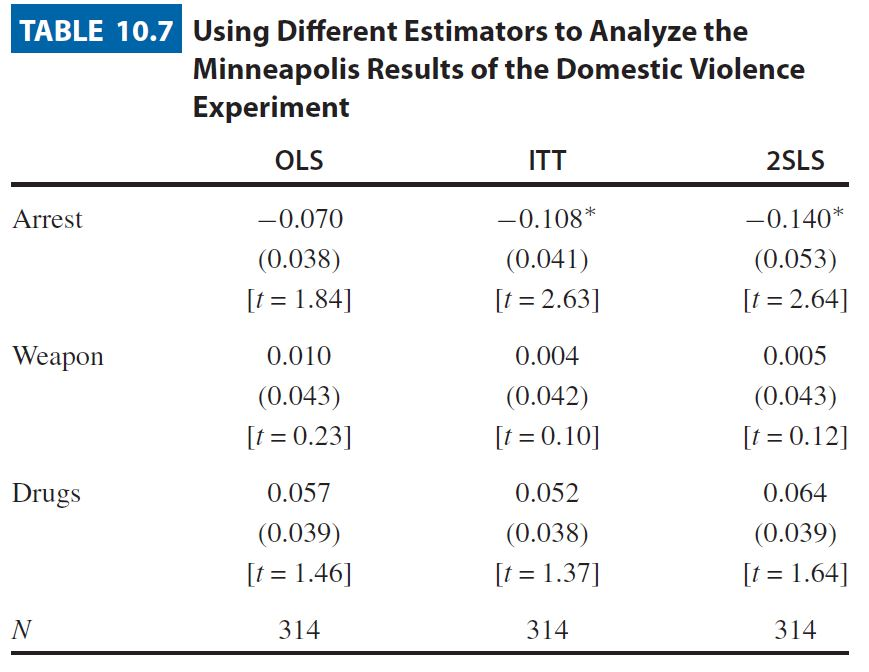 TABLE 10.7 Using Different Estimators to Analyze the
Minneapolis Results of the Domestic Violence
Experiment
OLS ITT 2SLS
Arrest −0.070 −0.108* −0.140*
(0.038) (0.041) (0.053)
[t = 1.84] [t = 2.63] [t = 2.64]
Weapon 0.010 0.004 0.005
(0.043) (0.042) (0.043)
[t = 0.23] [t = 0.10] [t = 0.12]
Drugs 0.057 0.052 0.064
(0.039) (0.038) (0.039)
[t = 1.46] [t = 1.37] [t = 1.64]
N 314 314 314